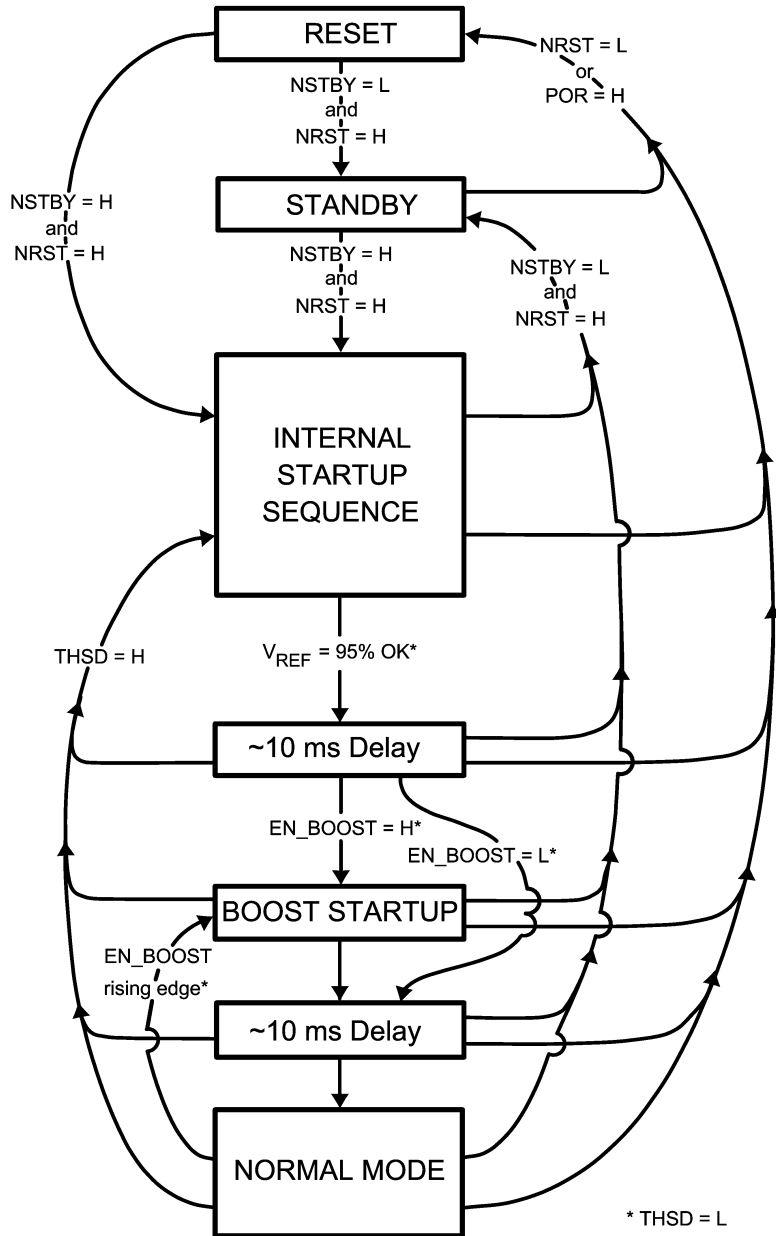 RESET
NRST = L
or
POR = H
NSTBY = L
and
NRST = H
STANDBY
NSTBY = H
and
NRST = H
NSTBY = H
and
NRST = H
NSTBY = L
and
NRST = H
INTERNAL
STARTUP
SEQUENCE
THSD = H
VREF = 95% OK*
~10 ms Delay
EN_BOOST = H*
EN_BOOST = L*
BOOST STARTUP
EN_BOOST
rising edge*
~10 ms Delay
NORMAL MODE
* THSD = L